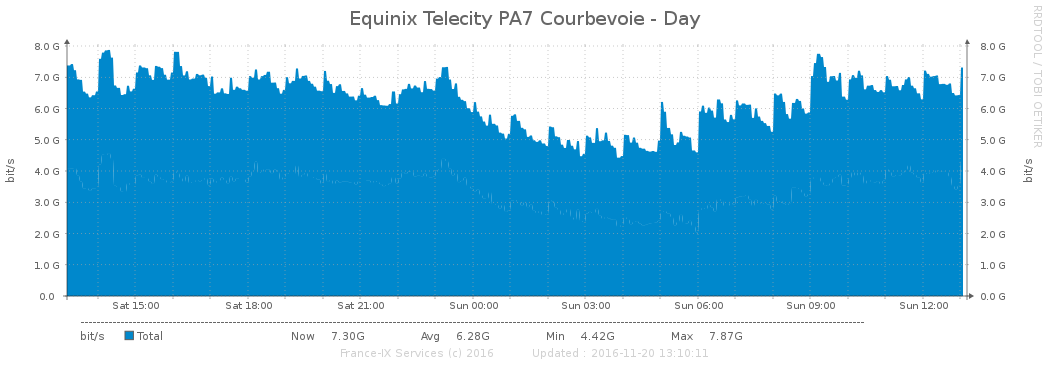 Equinix Telecity PA7 Courbevoie - Day
RRDTOOL / TOBI OETIKER
bit/s
8.0 G
7.0 G
6.0 G
5.0 G
4.0 G
3.0 G
2.0 G
1.0 G
0.0
8.0 G
7.0 G
6.0 G
5.0 G
4.0 G
3.0 G
2.0 G
1.0 G
0.0 G
bit/s
Sat 15:00 Sat 18:00 Sat 21:00 Sun 00:00 Sun 03:00 Sun 06:00 Sun 09:00 Sun 12:00
bit/s Total Now 7.30G Avg 6.28G Min 4.42G Max 7.87G
France-IX Services (c) 2016 Updated : 2016-11-20 13:10:11